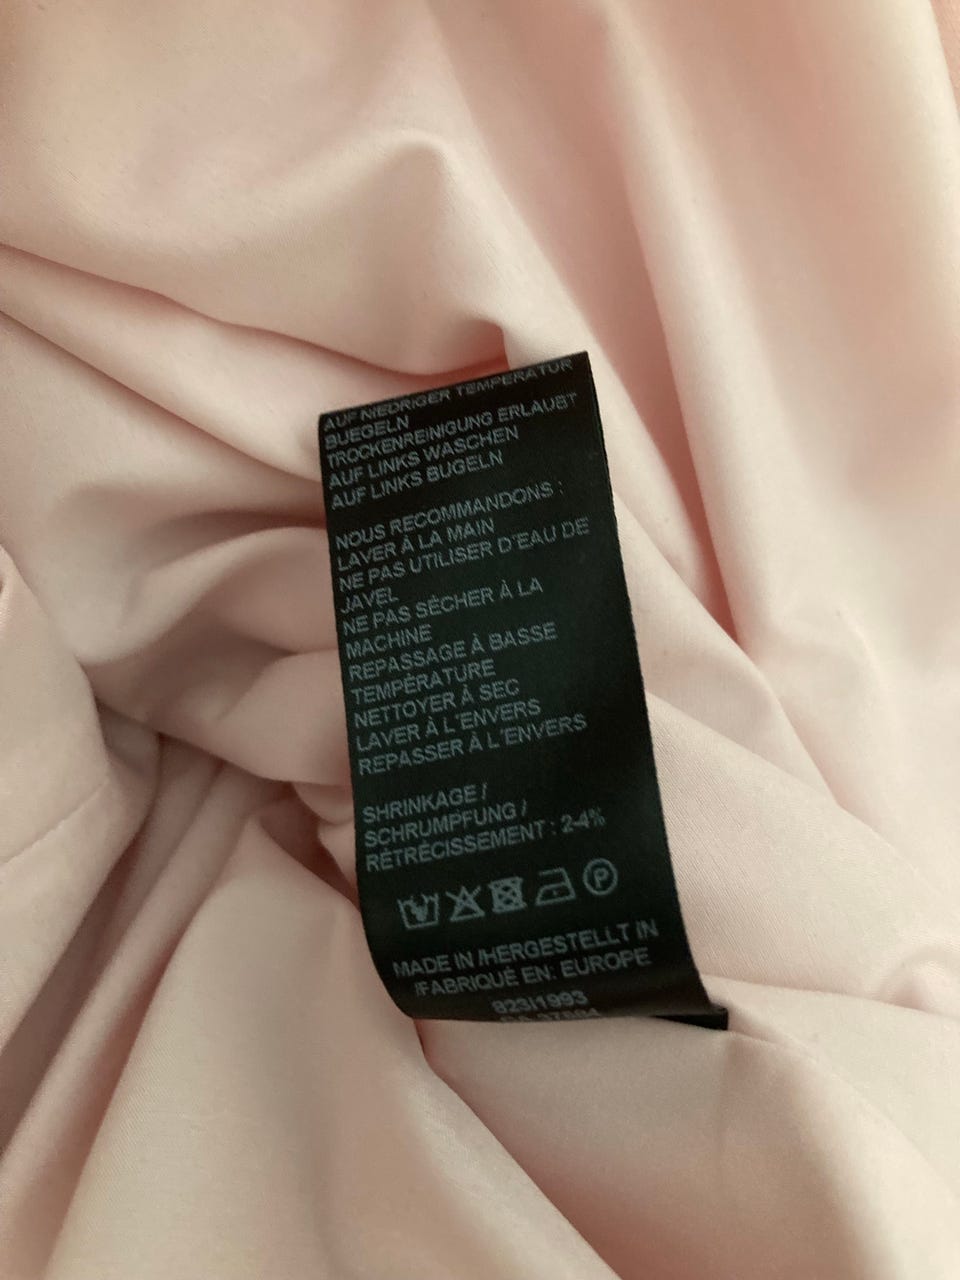 AUF NIEDRIGER TEMPERATUR
BUEGELN
TROCKENREINIGUNG ERLAUBT
AUF LINKS WASCHEN
AUF LINKS BUGELN
NOUS RECOMMANDONS :
LAVER À LA MAIN
NE PAS UTILISER D'EAU DE
JAVEL
NE PAS SÉCHER À LA
MACHINE
REPASSAGE À BASSE
TEMPÉRATURE
NETTOYER À SEC
LAVER À L'ENVERS
REPASSER À L'ENVERS
SHRINKAGE /
SCHRUMPFUNG /
RÉTRÉCISSEMENT : 2-4%
P
MADE IN /HERGESTELLT IN
/FABRIQUÉ EN: EUROPE
823I1993